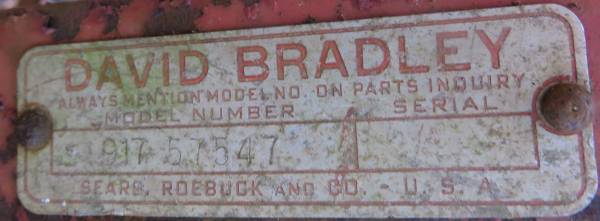 DAVID BRADLEY
ALWAYS MENTION MODEL NO. ON PARTS INQUIRY
MODEL NUMBER SERIAL
917 57547
SEARS, ROEBUCK AND CO. - U. S. A.